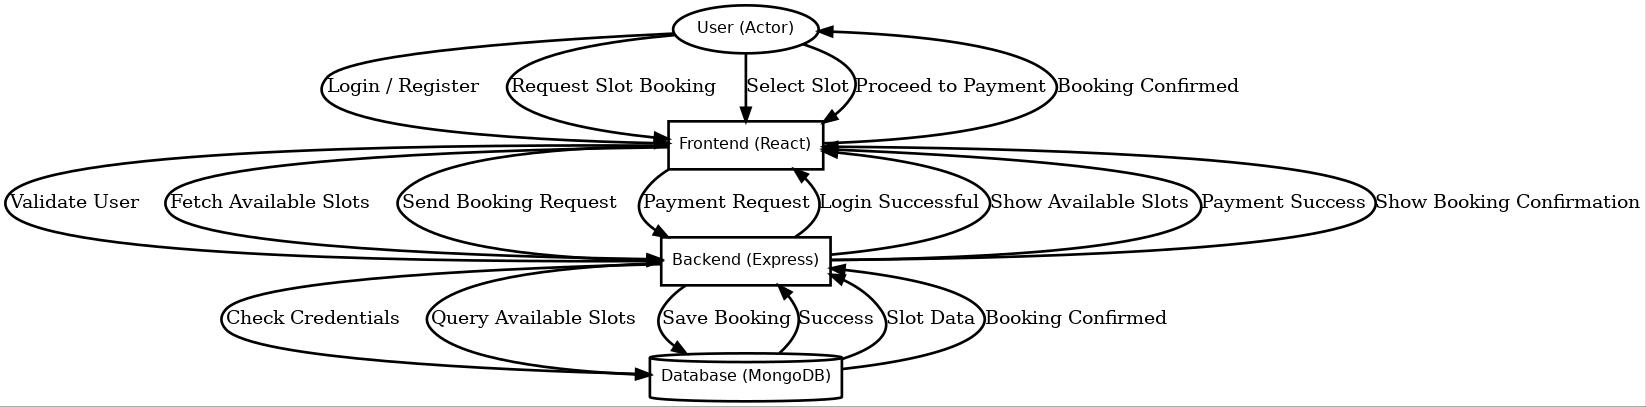 User (Actor)
Login / Register
Request Slot Booking
Select Slot
Proceed to Payment
Booking Confirmed
Frontend (React)
Validate User
Fetch Available Slots
Send Booking Request
Payment Request
Login Successful
Show Available Slots
Payment Success
Show Booking Confirmation
Backend (Express)
Check Credentials
Query Available Slots
Save Booking
Success
Slot Data
Booking Confirmed
Database (MongoDB)